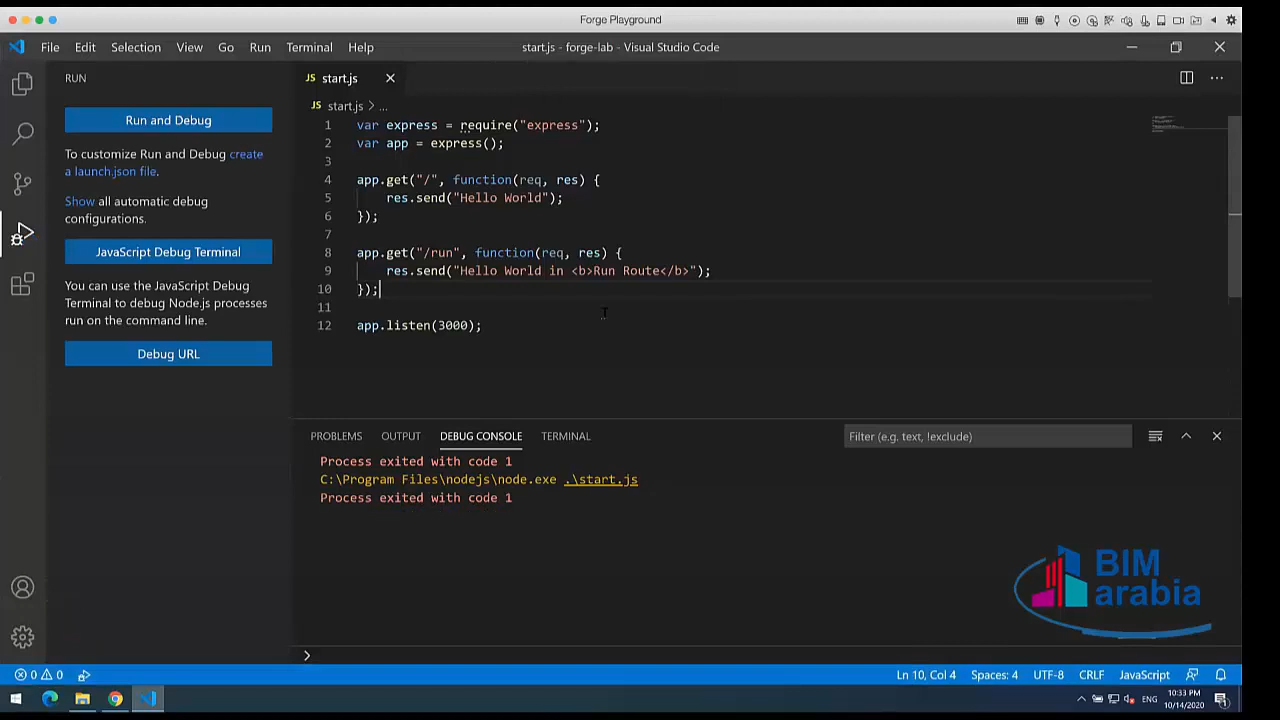 Forge Playground
File Edit Selection View Go Run Terminal Help
start.js - forge-lab - Visual Studio Code
RUN
JS start.js
Run and Debug
To customize Run and Debug create
a launch.json file.
Show all automatic debug
configurations.
JavaScript Debug Terminal
You can use the JavaScript Debug
Terminal to debug Node.js processes
run on the command line.
Debug URL
JS start.js > ...
1 var express = require("express");
2 var app = express();
3
4 app.get("/", function(req, res) {
5 res.send("Hello World");
6 });
7
8 app.get("/run", function(req, res) {
9 res.send("Hello World in <b>Run Route</b>");
10 });
11
12 app.listen(3000);
PROBLEMS OUTPUT DEBUG CONSOLE TERMINAL
Filter (e.g. text, !exclude)
Process exited with code 1
C:\Program Files\nodejs\node.exe .\start.js
Process exited with code 1
BIM
arabia
0 0
Ln 10, Col 4 Spaces: 4 UTF-8 CRLF JavaScript
ENG
10:33 PM
10/14/2020